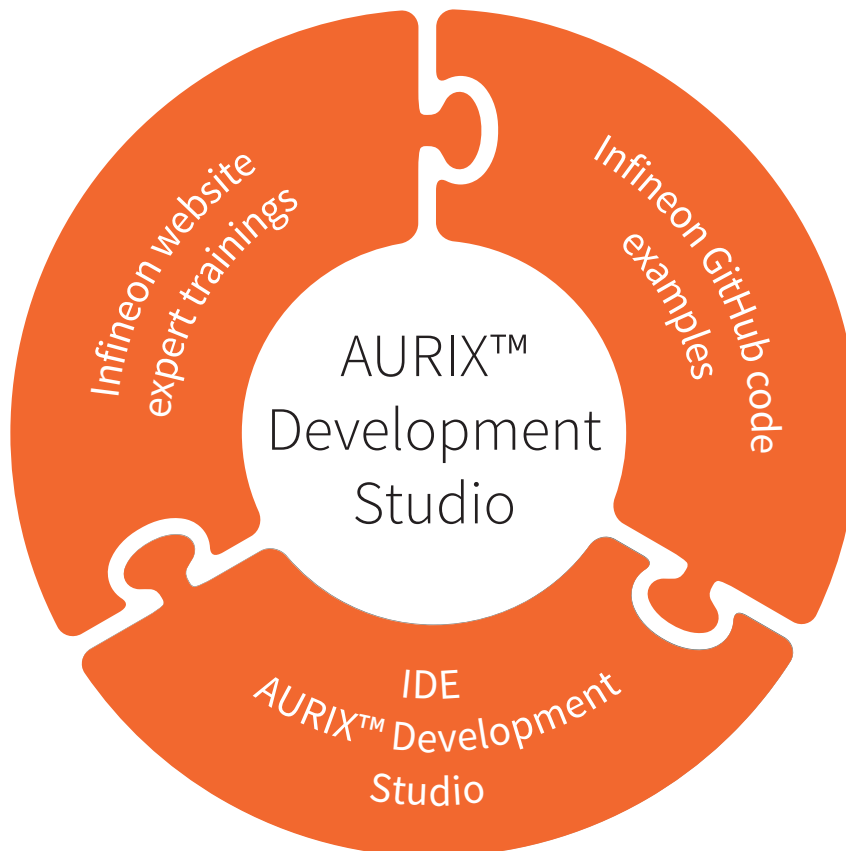 Infineon website
expert trainings
Infineon GitHub code
examples
AURIX™
Development
Studio
IDE
AURIX™ Development
Studio